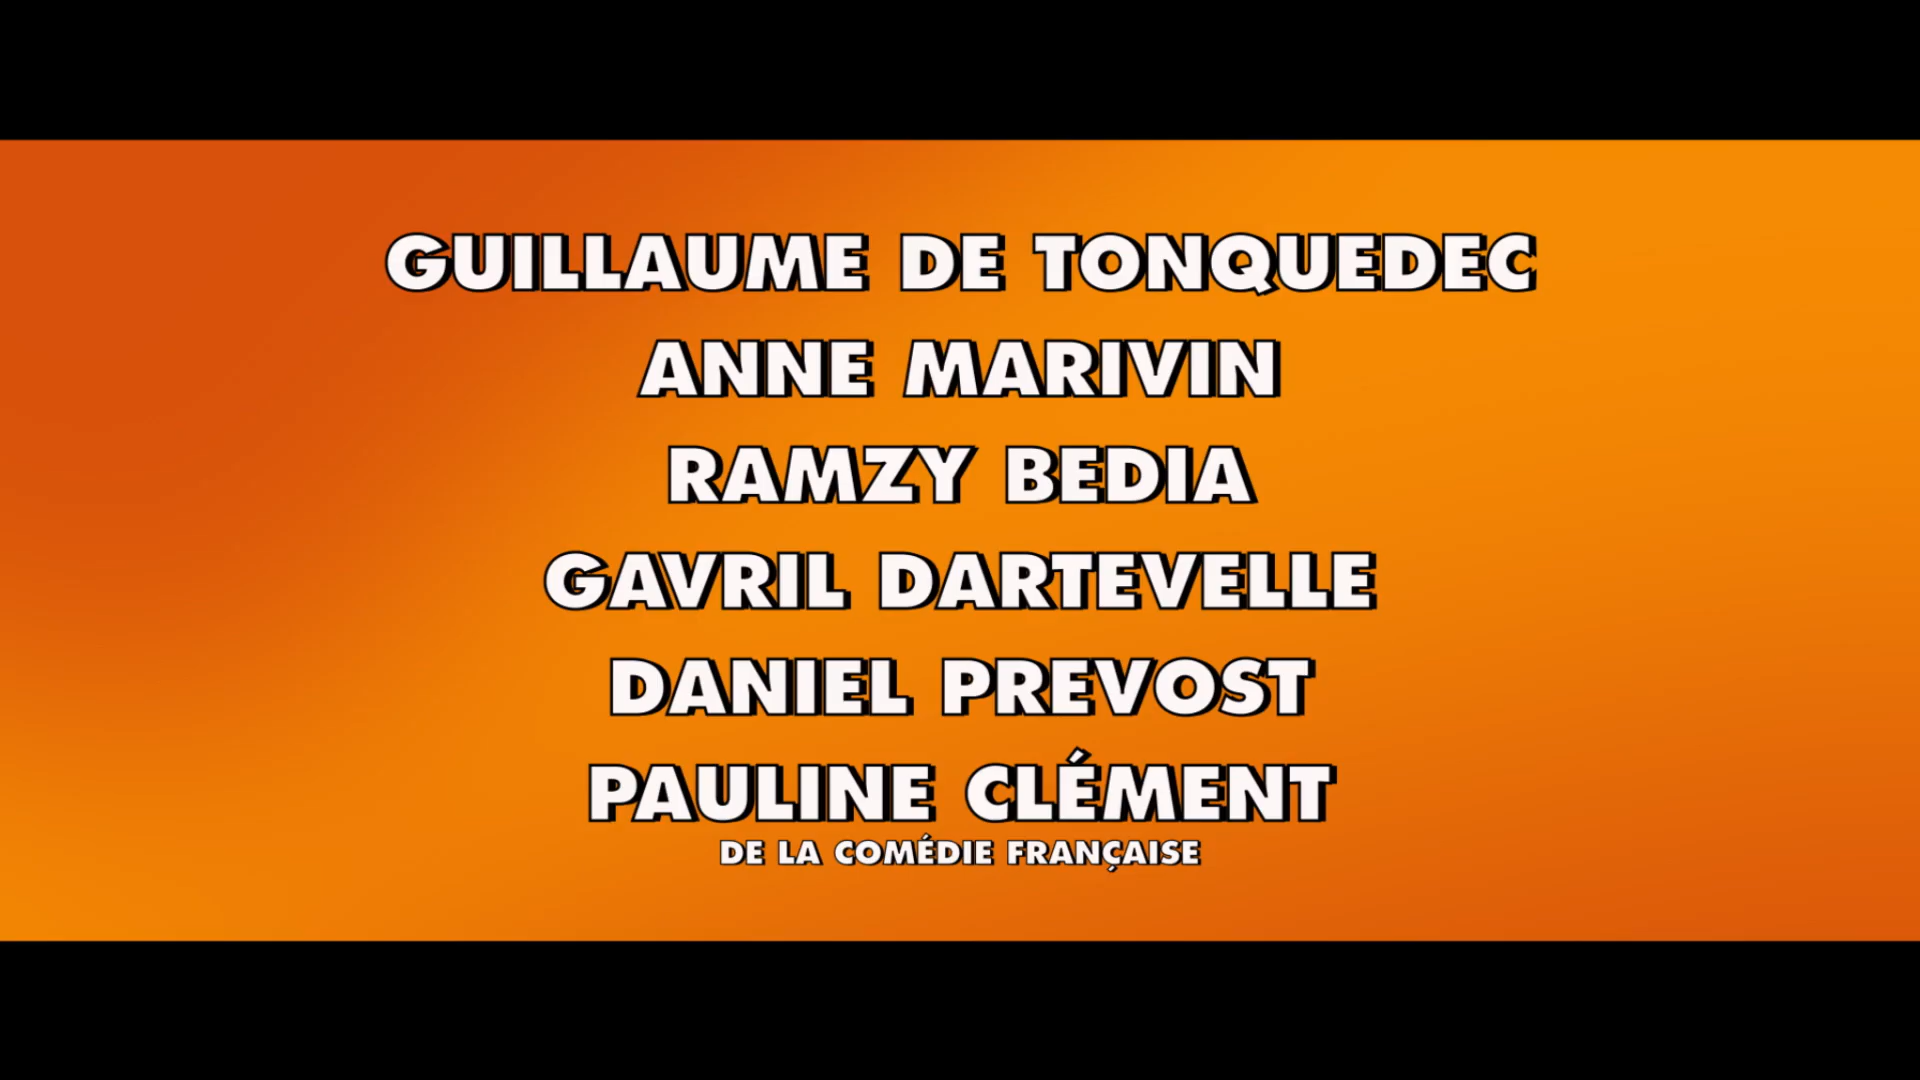 GUILLAUME DE TONQUEDEC
ANNE MARIVIN
RAMZY BEDIA
GAVRIL DARTEVELLE
DANIEL PREVOST
PAULINE CLÉMENT
DE LA COMÉDIE FRANÇAISE